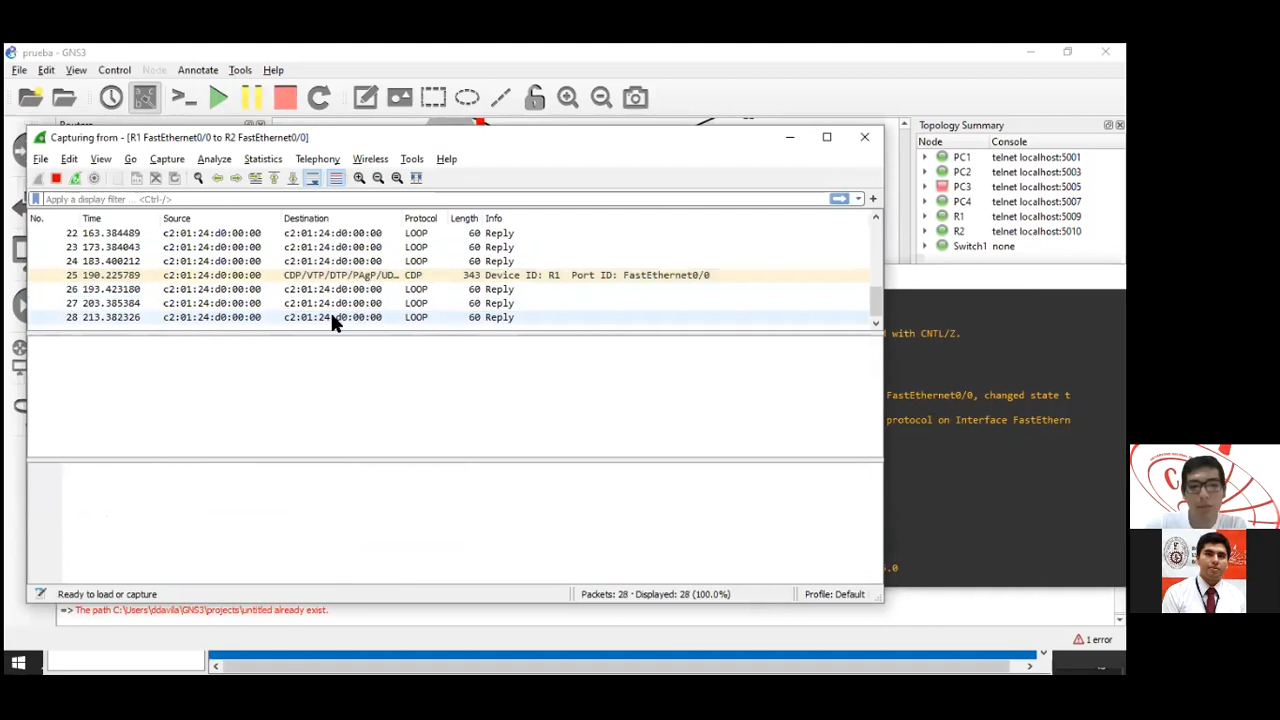 prueba - GNS3
File Edit View Control Node Annotate Tools Help
Capturing from - [R1 FastEthernet0/0 to R2 FastEthernet0/0]
File Edit View Go Capture Analyze Statistics Telephony Wireless Tools Help
Apply a display filter ... <Ctrl-/>
No. Time Source Destination Protocol Length Info
22 163.384489 c2:01:24:d0:00:00 c2:01:24:d0:00:00 LOOP 60 Reply
23 173.384043 c2:01:24:d0:00:00 c2:01:24:d0:00:00 LOOP 60 Reply
24 183.400212 c2:01:24:d0:00:00 c2:01:24:d0:00:00 LOOP 60 Reply
25 190.225789 c2:01:24:d0:00:00 CDP/VTP/DTP/PAgP/UD... CDP 343 Device ID: R1 Port ID: FastEthernet0/0
26 193.423180 c2:01:24:d0:00:00 c2:01:24:d0:00:00 LOOP 60 Reply
27 203.385384 c2:01:24:d0:00:00 c2:01:24:d0:00:00 LOOP 60 Reply
28 213.382326 c2:01:24:d0:00:00 c2:01:24:d0:00:00 LOOP 60 Reply
Ready to load or capture Packets: 28 · Displayed: 28 (100.0%) Profile: Default
Topology Summary
Node Console
PC1 telnet localhost:5001
PC2 telnet localhost:5003
PC3 telnet localhost:5005
PC4 telnet localhost:5007
R1 telnet localhost:5009
R2 telnet localhost:5010
Switch1 none
with CNTL/Z.
FastEthernet0/0, changed state t
protocol on Interface FastEthern
.0
=> The path C:\Users\ddavila\GNS3\projects\untitled already exist.
1 error